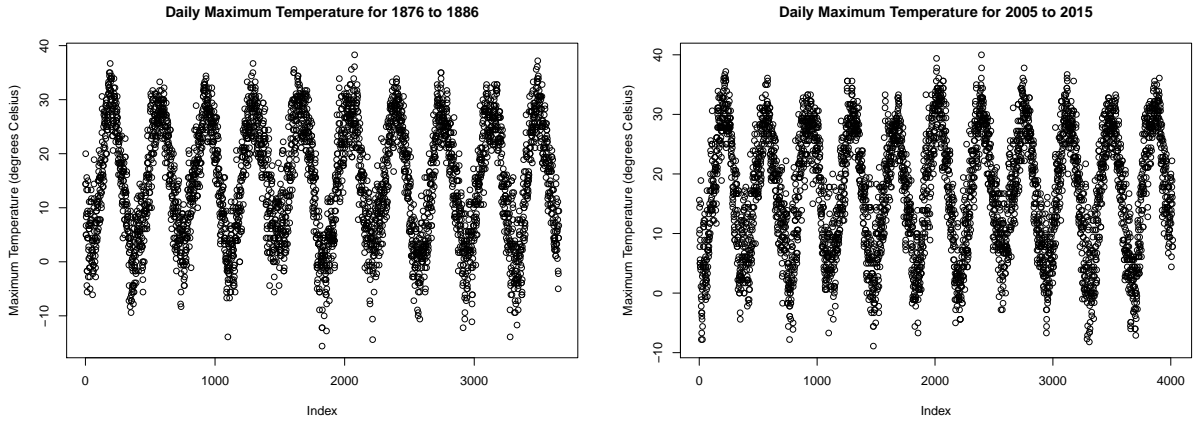 Daily Maximum Temperature for 1876 to 1886
Maximum Temperature (degrees Celsius)
40
30
20
10
0
−10
0 1000 2000 3000
Index
Daily Maximum Temperature for 2005 to 2015
Maximum Temperature (degrees Celsius)
40
30
20
10
0
−10
0 1000 2000 3000 4000
Index